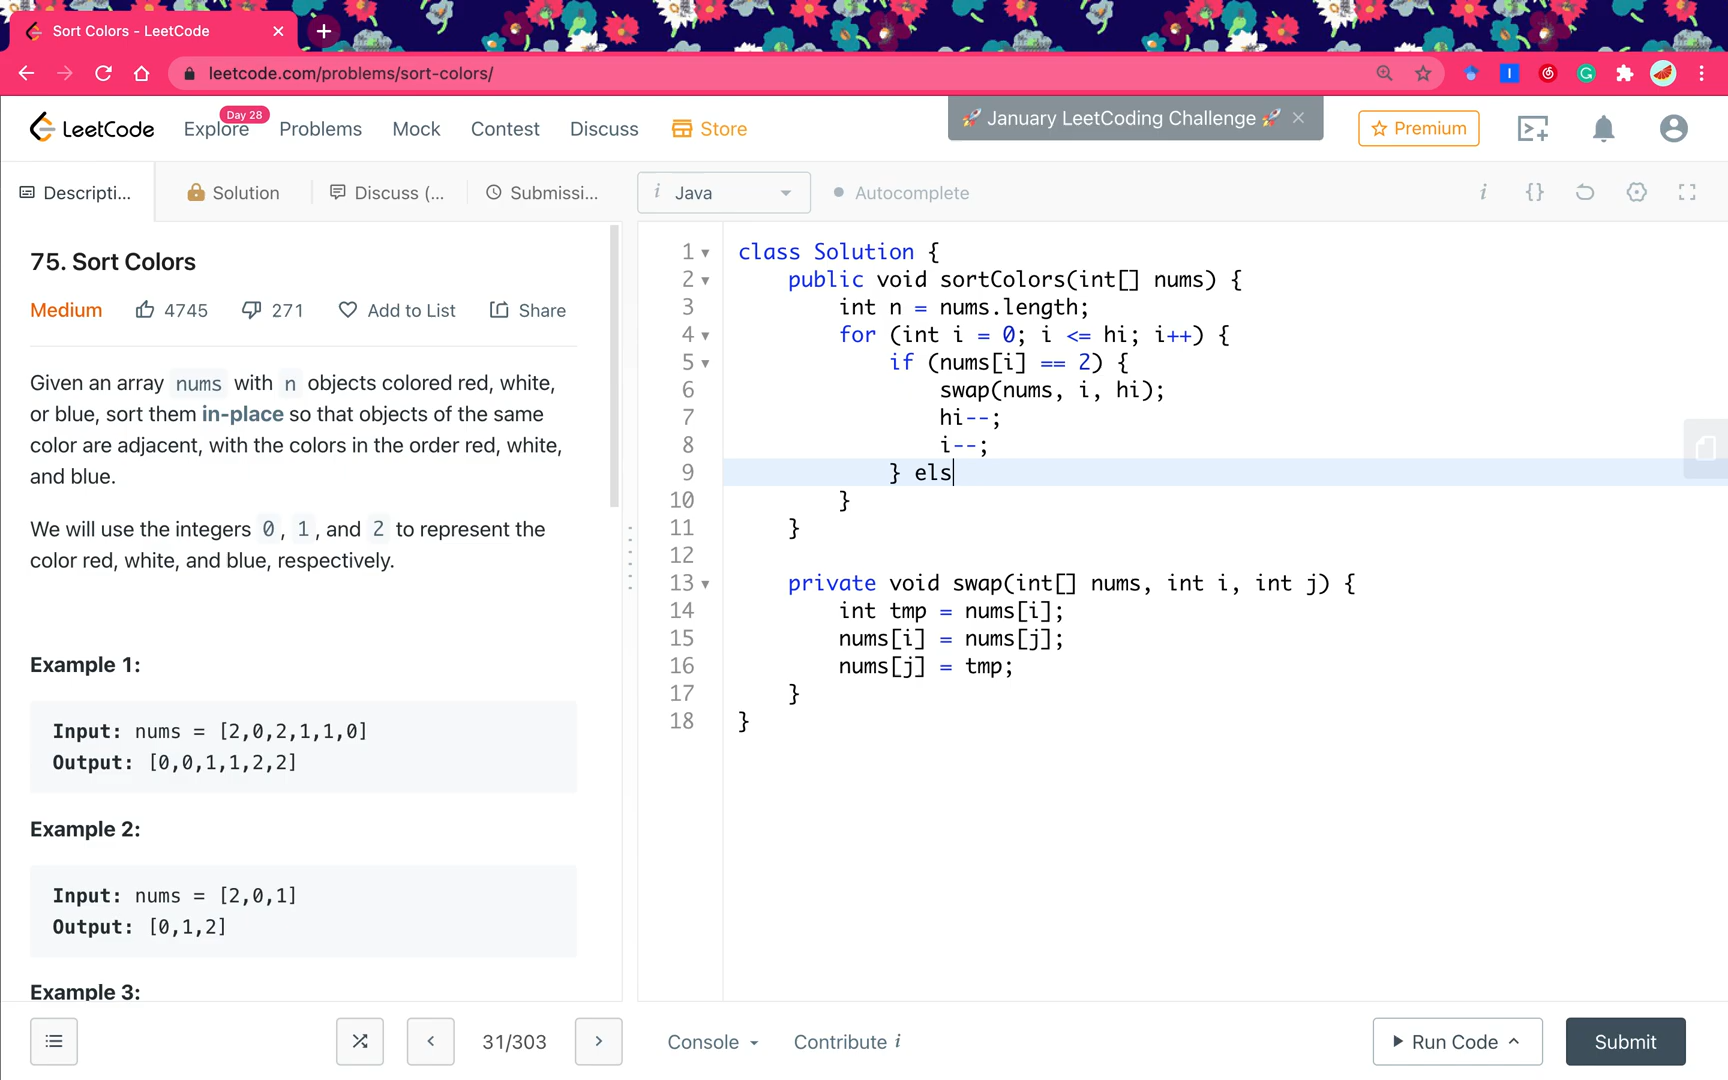 Sort Colors - LeetCode
leetcode.com/problems/sort-colors/
LeetCode
Explore
Day 28
Problems
Mock
Contest
Discuss
Store
🚀 January LeetCoding Challenge 🚀
Premium
Descripti...
Solution
Discuss (...
Submissi...
i Java
Autocomplete
75. Sort Colors
Medium
4745
271
Add to List
Share
Given an array nums with n objects colored red, white,
or blue, sort them in-place so that objects of the same
color are adjacent, with the colors in the order red, white,
and blue.
We will use the integers 0, 1, and 2 to represent the
color red, white, and blue, respectively.
Example 1:
Input: nums = [2,0,2,1,1,0]
Output: [0,0,1,1,2,2]
Example 2:
Input: nums = [2,0,1]
Output: [0,1,2]
Example 3:
1 class Solution {
2 public void sortColors(int[] nums) {
3 int n = nums.length;
4 for (int i = 0; i <= hi; i++) {
5 if (nums[i] == 2) {
6 swap(nums, i, hi);
7 hi--;
8 i--;
9 } els
10 }
11 }
12
13 private void swap(int[] nums, int i, int j) {
14 int tmp = nums[i];
15 nums[i] = nums[j];
16 nums[j] = tmp;
17 }
18 }
31/303
Console
Contribute i
Run Code
Submit